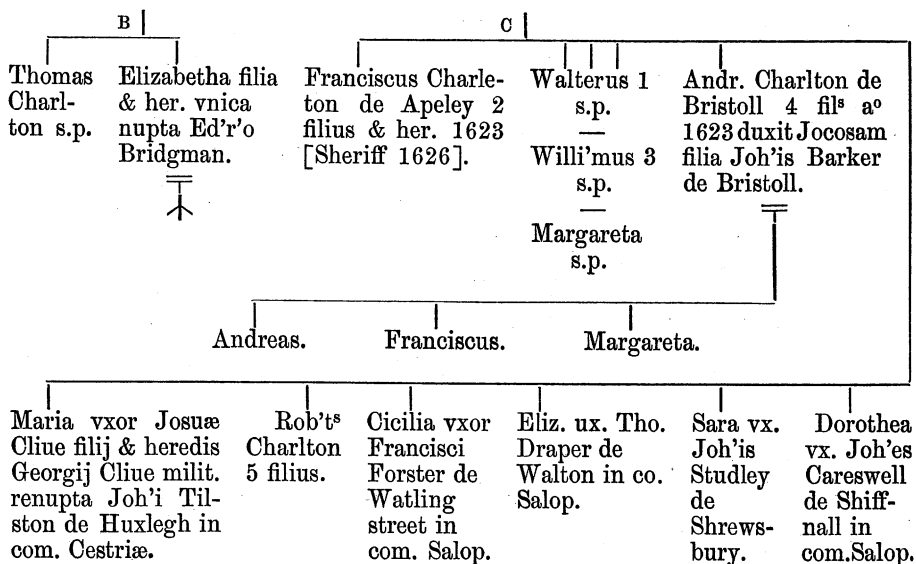 B
C
Thomas
Charl-
ton s.p.
Elizabetha filia
& her. vnica
nupta Ed'r'o
Bridgman.
Franciscus Charle-
ton de Apeley 2
filius & her. 1623
[Sheriff 1626].
Walterus 1
s.p.
—
Willi'mus 3
s.p.
—
Margareta
s.p.
Andr. Charlton de
Bristoll 4 filˢ aᵒ
1623 duxit Jocosam
filia Joh'is Barker
de Bristoll.
Andreas.
Franciscus.
Margareta.
Maria vxor Josuæ
Cliue filij & heredis
Georgij Cliue milit.
renupta Joh'i Til-
ston de Huxlegh in
com. Cestriæ.
Rob'tˢ
Charlton
5 filius.
Cicilia vxor
Francisci
Forster de
Watling
street in
com. Salop.
Eliz. ux. Tho.
Draper de
Walton in co.
Salop.
Sara vx.
Joh'is
Studley
de
Shrews-
bury.
Dorothea
vx. Joh'es
Careswell
de Shiff-
nall in
com.Salop.